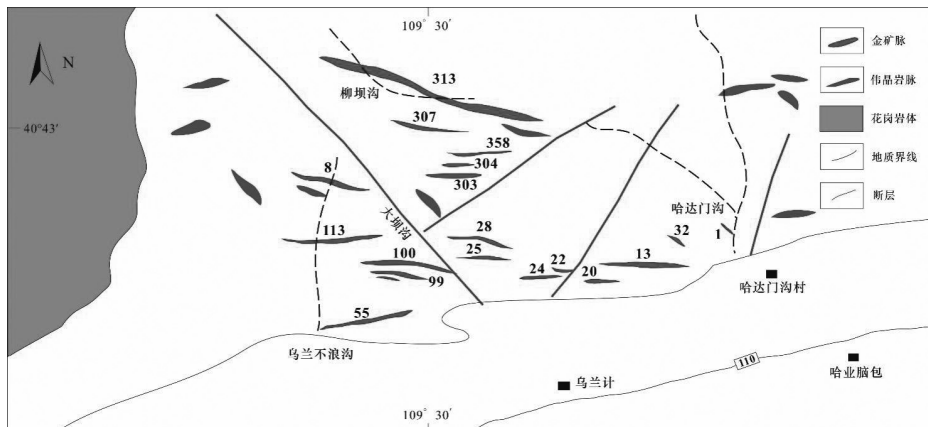 109° 30′
N
金矿脉
伟晶岩脉
花岗岩体
地质界线
断层
40°43′
313
柳坝沟
307
358
304
303
8
大坝沟
哈达门沟
113
28
32
1
25
100
22
13
24
20
99
哈达门沟村
55
乌兰不浪沟
110
哈业脑包
乌兰计
109° 30′